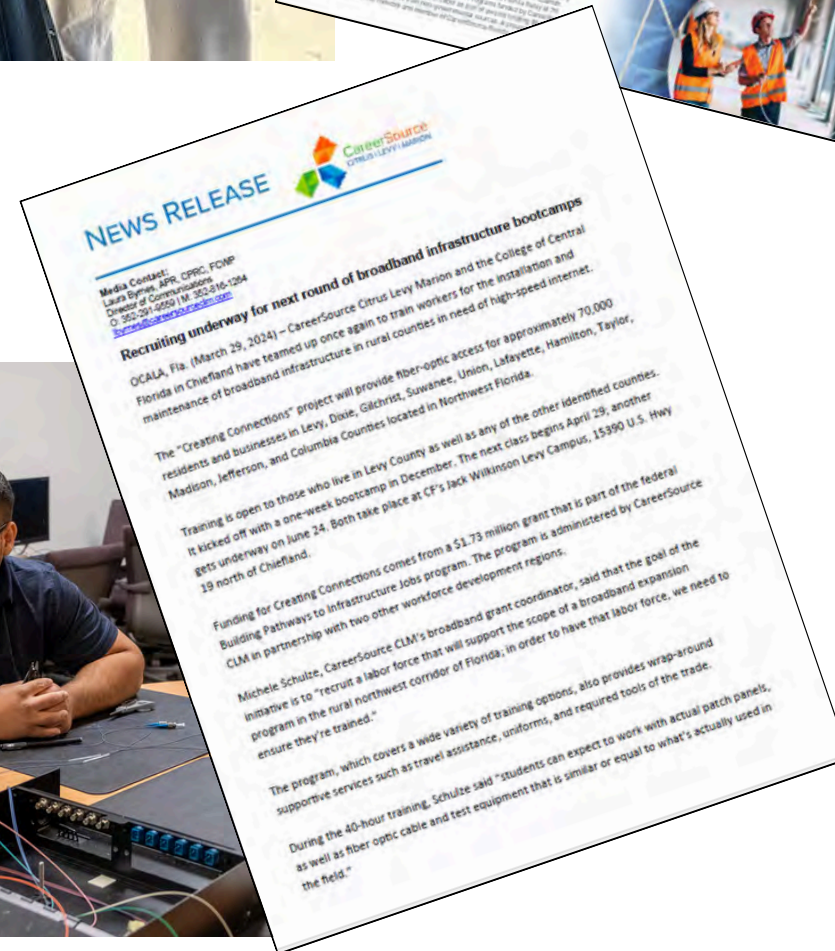 NEWS RELEASE
CareerSource
CITRUS | LEVY | MARION
Media Contact:
Laura Byrnes, APR, CPRC, FCWP
Director of Communications
O: 352-291-9559 | M: 352-816-1264
Recruiting underway for next round of broadband infrastructure bootcamps
OCALA, Fla. (March 29, 2024) – CareerSource Citrus Levy Marion and the College of Central
Florida in Chiefland have teamed up once again to train workers for the installation and
maintenance of broadband infrastructure in rural counties in need of high-speed internet.
The "Creating Connections" project will provide fiber-optic access for approximately 70,000
residents and businesses in Levy, Dixie, Gilchrist, Suwanee, Union, Lafayette, Hamilton, Taylor,
Madison, Jefferson, and Columbia Counties located in Northwest Florida.
Training is open to those who live in Levy County as well as any of the other identified counties.
It kicked off with a one-week bootcamp in December. The next class begins April 29, another
gets underway on June 24. Both take place at CF's Jack Wilkinson Levy Campus, 15390 U.S. Hwy
19 north of Chiefland.
Funding for Creating Connections comes from a $1.73 million grant that is part of the federal
Building Pathways to Infrastructure Jobs program. The program is administered by CareerSource
CLM in partnership with two other workforce development regions.
Michele Schulze, CareerSource CLM's broadband grant coordinator, said that the goal of the
initiative is to "recruit a labor force that will support the scope of a broadband expansion
program in the rural northwest corridor of Florida; in order to have that labor force, we need to
ensure they're trained."
The program, which covers a wide variety of training options, also provides wrap-around
supportive services such as travel assistance, uniforms, and required tools of the trade.
During the 40-hour training, Schulze said "students can expect to work with actual patch panels,
as well as fiber optic cable and test equipment that is similar or equal to what's actually used in
the field."